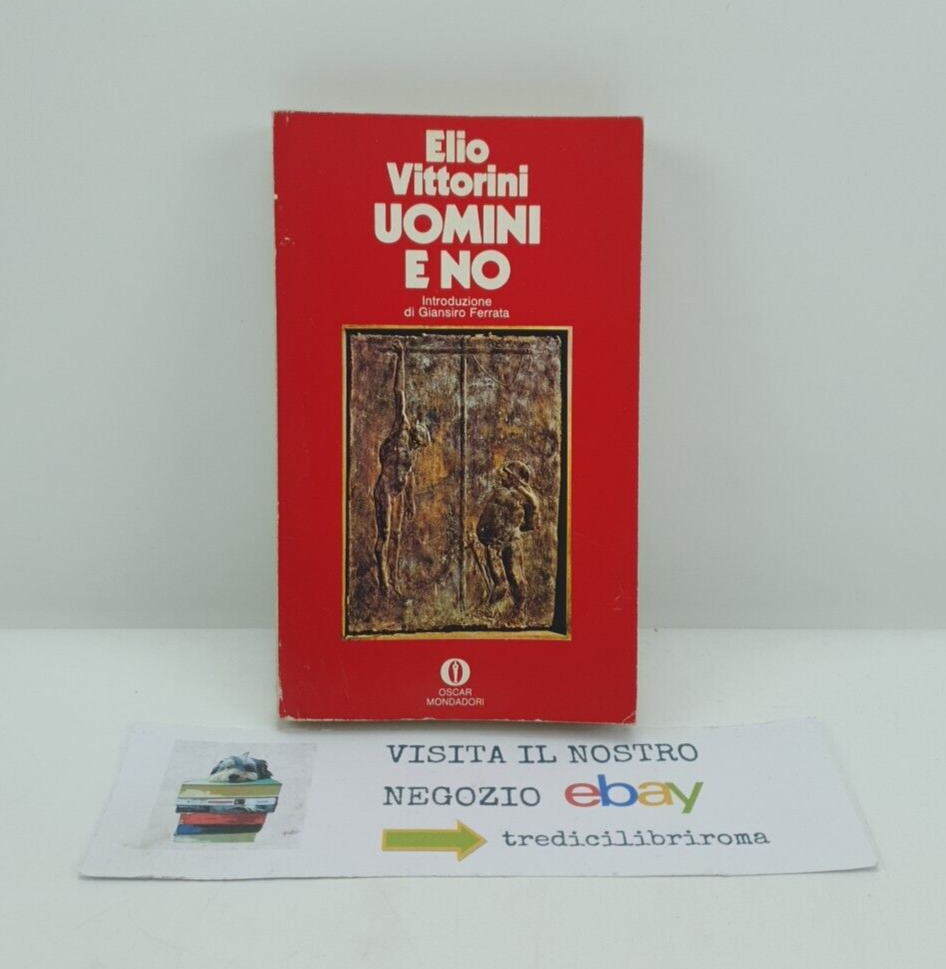 Elio
Vittorini
UOMINI
E NO
Introduzione
di Giansiro Ferrata
OSCAR
MONDADORI
VISITA IL NOSTRO
NEGOZIO ebay
tredicilibriroma